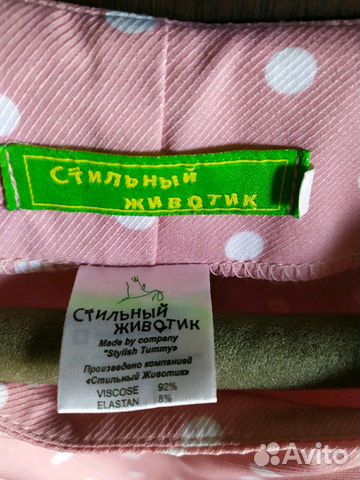 СТИЛЬНЫЙ
ЖИВОТИК
СТИЛЬНЫЙ
ЖИВОТИК
Made by company
"Stylish Tummy»
Произведено компанией
«Стильный Животик»
VISCOSE 92%
ELASTAN 8%
Avito